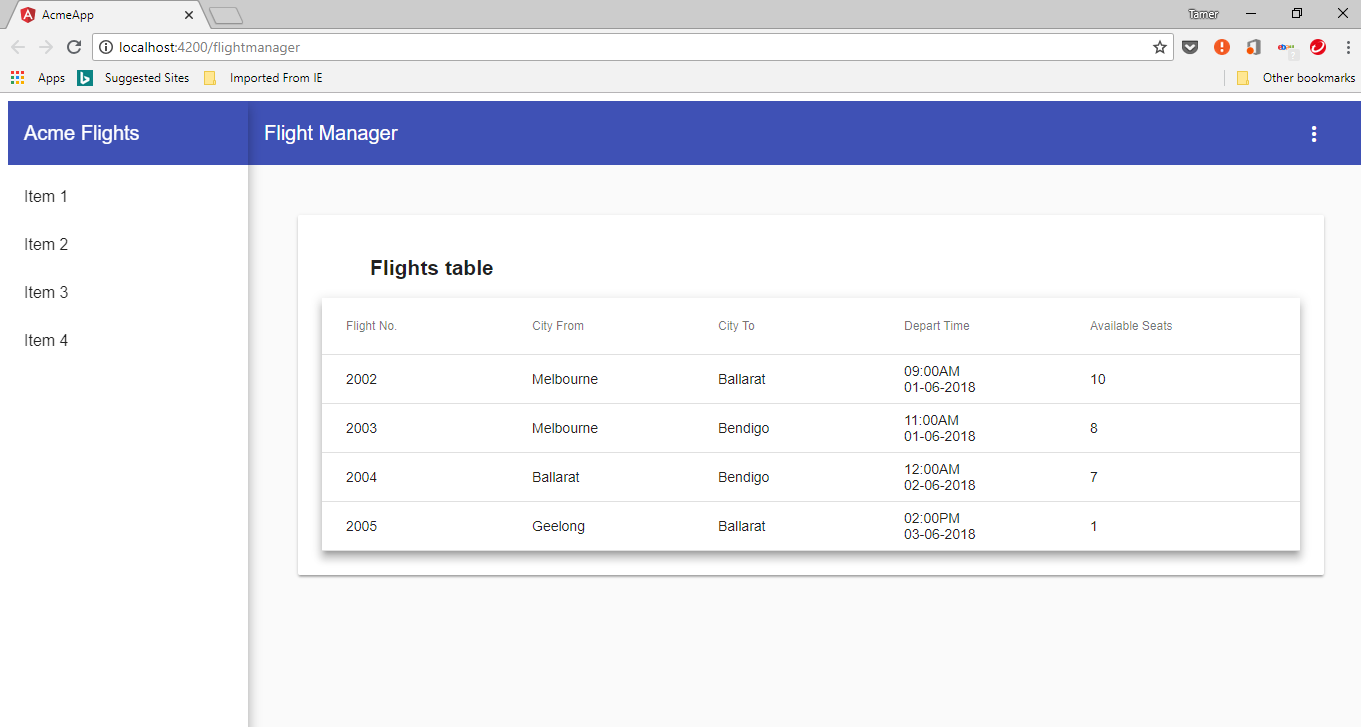 AcmeApp
Tamer
localhost:4200/flightmanager
Apps
Suggested Sites
Imported From IE
Other bookmarks
Acme Flights
Flight Manager
Item 1
Item 2
Item 3
Item 4
Flights table
Flight No. City From City To Depart Time Available Seats
2002 Melbourne Ballarat 09:00AM 01-06-2018 10
2003 Melbourne Bendigo 11:00AM 01-06-2018 8
2004 Ballarat Bendigo 12:00AM 02-06-2018 7
2005 Geelong Ballarat 02:00PM 03-06-2018 1